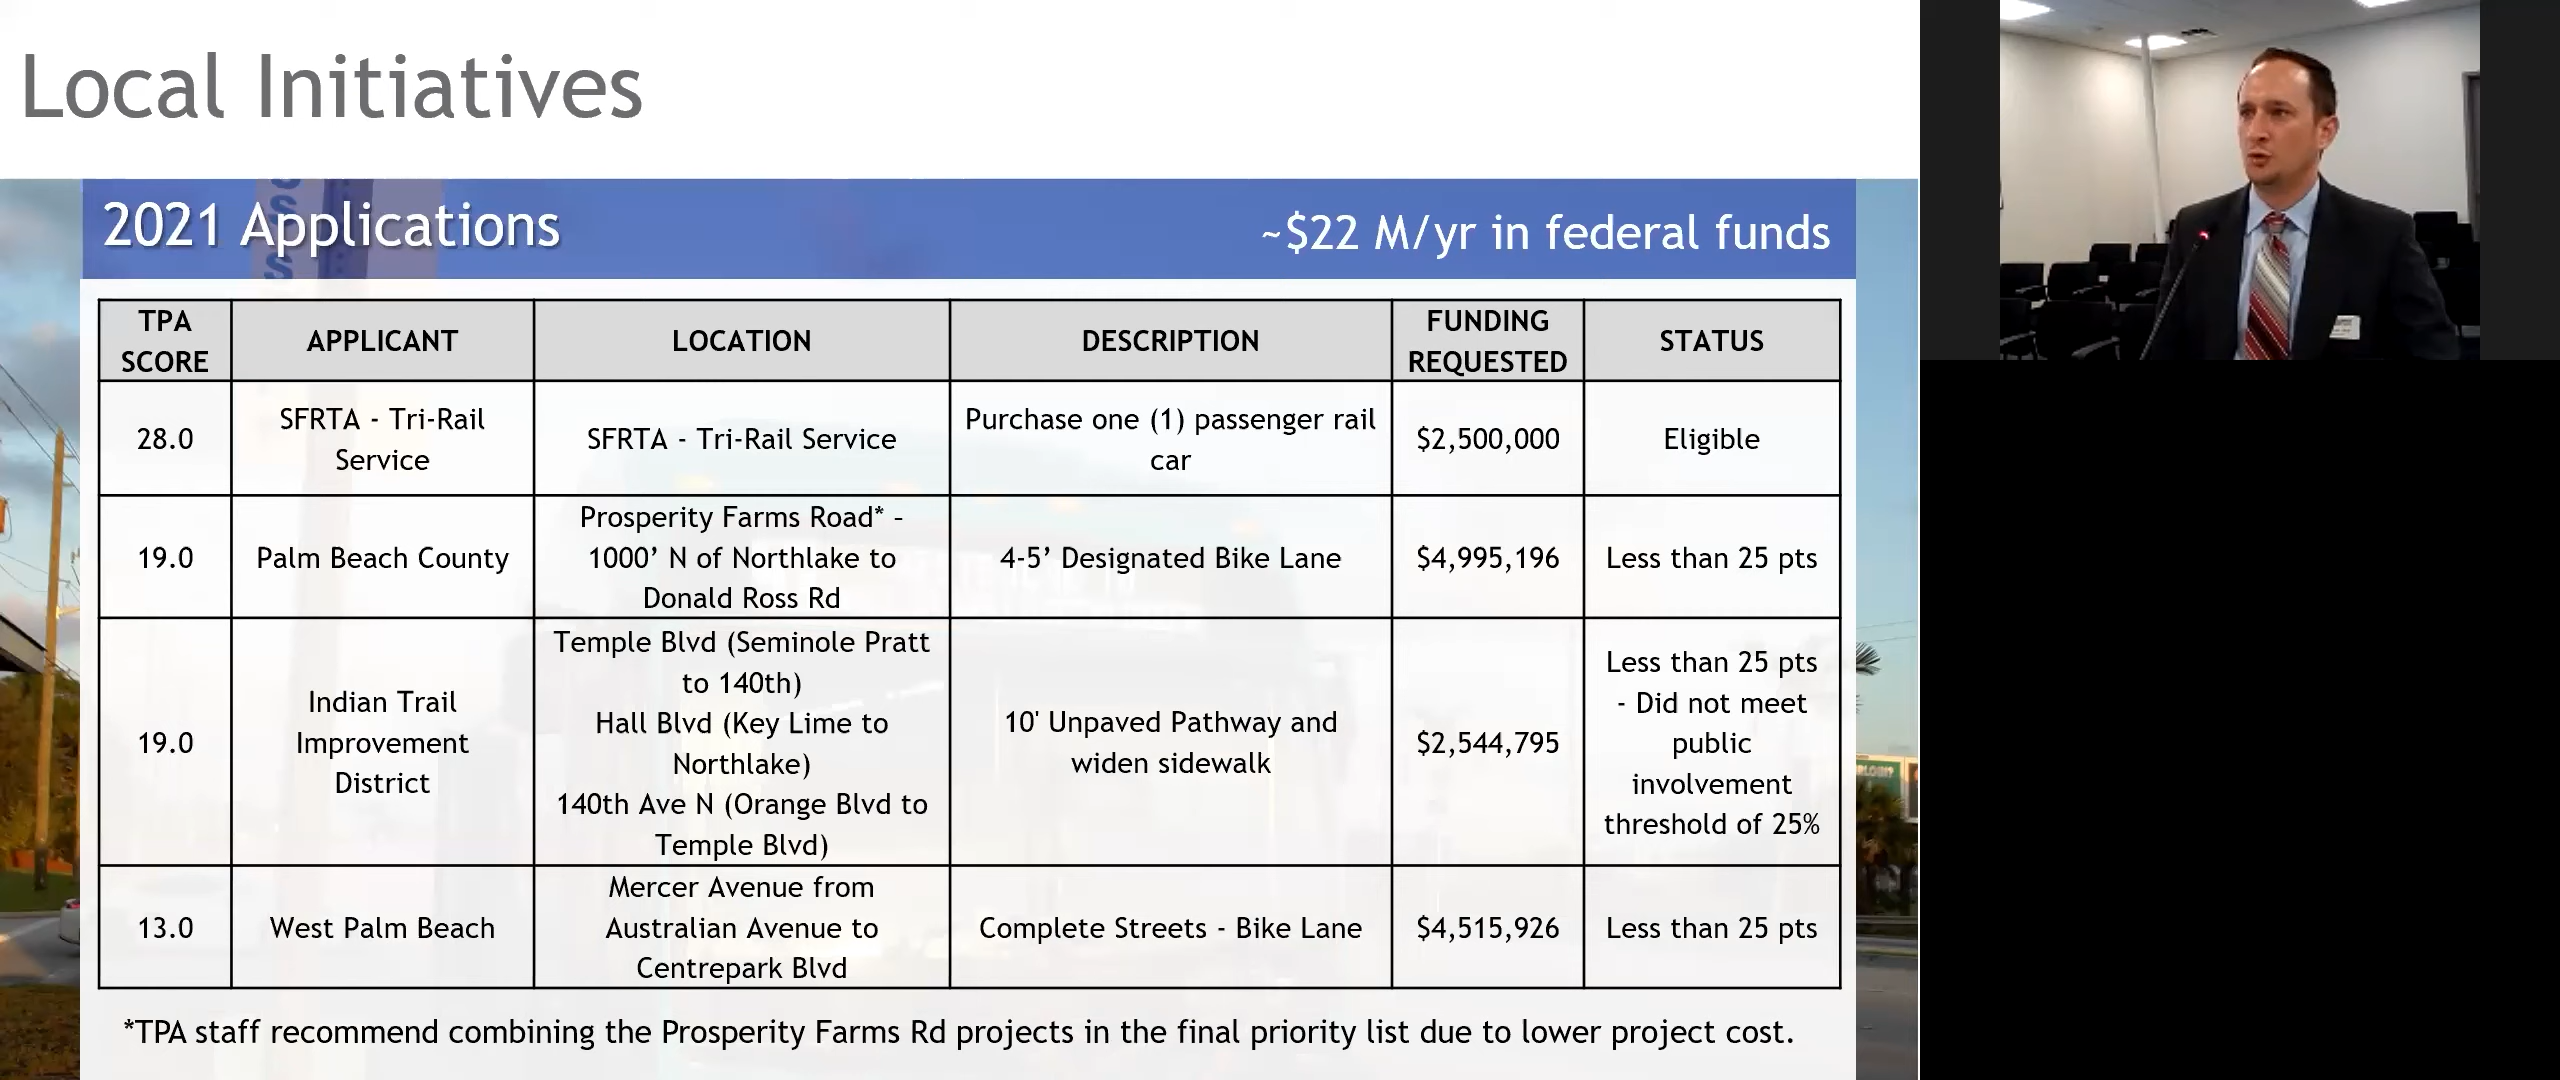 Local Initiatives
2021 Applications
~$22 M/yr in federal funds
TPA
SCORE
APPLICANT
LOCATION
DESCRIPTION
FUNDING
REQUESTED
STATUS
28.0
SFRTA - Tri-Rail
Service
SFRTA - Tri-Rail Service
Purchase one (1) passenger rail
car
$2,500,000
Eligible
19.0
Palm Beach County
Prosperity Farms Road* –
1000’ N of Northlake to
Donald Ross Rd
4-5’ Designated Bike Lane
$4,995,196
Less than 25 pts
19.0
Indian Trail
Improvement
District
Temple Blvd (Seminole Pratt
to 140th)
Hall Blvd (Key Lime to
Northlake)
140th Ave N (Orange Blvd to
Temple Blvd)
10' Unpaved Pathway and
widen sidewalk
$2,544,795
Less than 25 pts
- Did not meet
public
involvement
threshold of 25%
13.0
West Palm Beach
Mercer Avenue from
Australian Avenue to
Centrepark Blvd
Complete Streets - Bike Lane
$4,515,926
Less than 25 pts
*TPA staff recommend combining the Prosperity Farms Rd projects in the final priority list due to lower project cost.